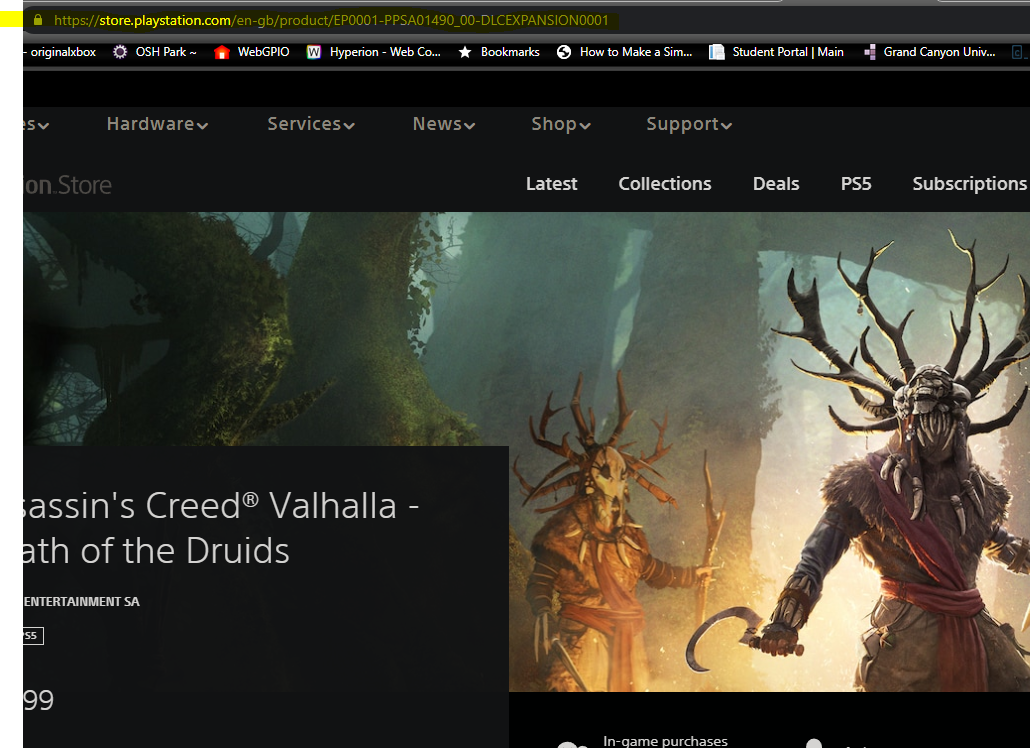 https://store.playstation.com/en-gb/product/EP0001-PPSA01490_00-DLCEXPANSION0001
- originalxbox OSH Park ~ WebGPIO Hyperion - Web Co... Bookmarks How to Make a Sim... Student Portal | Main Grand Canyon Univ...
es Hardware Services News Shop Support
ion Store Latest Collections Deals PS5 Subscriptions
sassin's Creed® Valhalla -
ath of the Druids
ENTERTAINMENT SA
PS5
99
In-game purchases